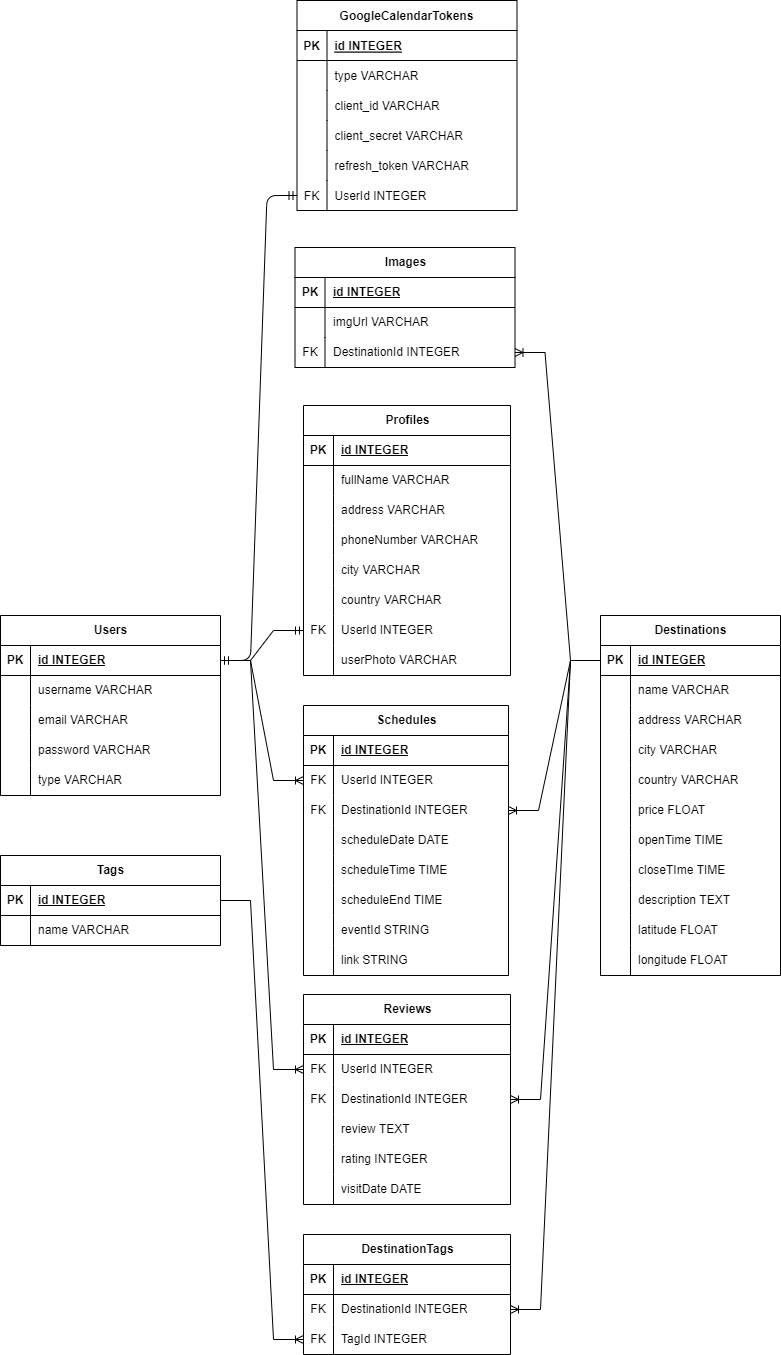 GoogleCalendarTokens
PK id INTEGER
type VARCHAR
client_id VARCHAR
client_secret VARCHAR
refresh_token VARCHAR
FK UserId INTEGER
Images
PK id INTEGER
imgUrl VARCHAR
FK DestinationId INTEGER
Profiles
PK id INTEGER
fullName VARCHAR
address VARCHAR
phoneNumber VARCHAR
city VARCHAR
country VARCHAR
FK UserId INTEGER
userPhoto VARCHAR
Users
PK id INTEGER
username VARCHAR
email VARCHAR
password VARCHAR
type VARCHAR
Destinations
PK id INTEGER
name VARCHAR
address VARCHAR
city VARCHAR
country VARCHAR
price FLOAT
openTime TIME
closeTIme TIME
description TEXT
latitude FLOAT
longitude FLOAT
Schedules
PK id INTEGER
FK UserId INTEGER
FK DestinationId INTEGER
scheduleDate DATE
scheduleTime TIME
scheduleEnd TIME
eventId STRING
link STRING
Tags
PK id INTEGER
name VARCHAR
Reviews
PK id INTEGER
FK UserId INTEGER
FK DestinationId INTEGER
review TEXT
rating INTEGER
visitDate DATE
DestinationTags
PK id INTEGER
FK DestinationId INTEGER
FK TagId INTEGER